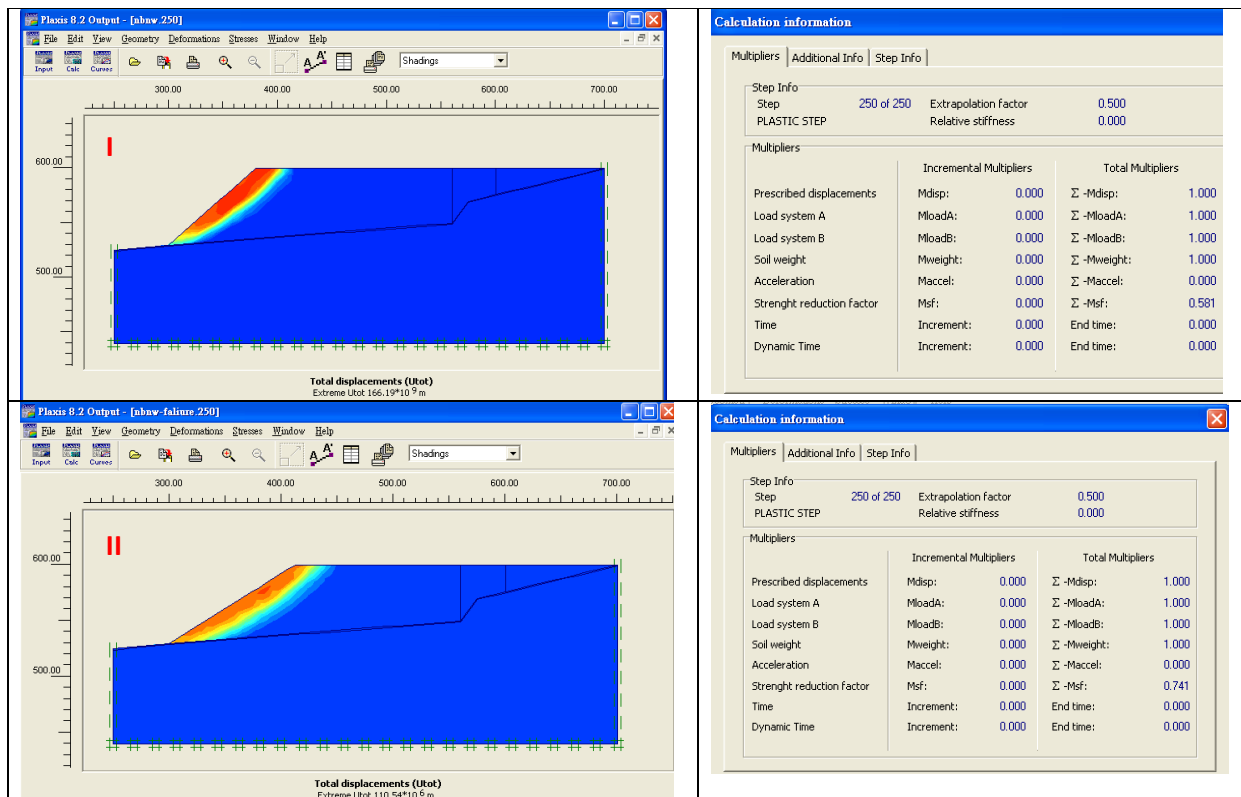 Plaxis 8.2 Output - [nbnw.250]
File Edit View Geometry Deformations Stresses Window Help
Input Calc Curves Shadings
300.00 400.00 500.00 600.00 700.00
I
600.00
500.00
Total displacements (Utot)
Extreme Utot 166.19*10 9 m
Calculation information
Multipliers Additional Info Step Info
Step Info
Step 250 of 250 Extrapolation factor 0.500
PLASTIC STEP Relative stiffness 0.000
Multipliers
Incremental Multipliers Total Multipliers
Prescribed displacements Mdisp: 0.000 Σ -Mdisp: 1.000
Load system A MloadA: 0.000 Σ -MloadA: 1.000
Load system B MloadB: 0.000 Σ -MloadB: 1.000
Soil weight Mweight: 0.000 Σ -Mweight: 1.000
Acceleration Maccel: 0.000 Σ -Maccel: 0.000
Strenght reduction factor Msf: 0.000 Σ -Msf: 0.581
Time Increment: 0.000 End time: 0.000
Dynamic Time Increment: 0.000 End time: 0.000
Plaxis 8.2 Output - [nbnw-faliure.250]
File Edit View Geometry Deformations Stresses Window Help
Input Calc Curves Shadings
300.00 400.00 500.00 600.00 700.00
II
600.00
500.00
Total displacements (Utot)
Extreme Utot 110.54*10 6 m
Calculation information
Multipliers Additional Info Step Info
Step Info
Step 250 of 250 Extrapolation factor 0.500
PLASTIC STEP Relative stiffness 0.000
Multipliers
Incremental Multipliers Total Multipliers
Prescribed displacements Mdisp: 0.000 Σ -Mdisp: 1.000
Load system A MloadA: 0.000 Σ -MloadA: 1.000
Load system B MloadB: 0.000 Σ -MloadB: 1.000
Soil weight Mweight: 0.000 Σ -Mweight: 1.000
Acceleration Maccel: 0.000 Σ -Maccel: 0.000
Strenght reduction factor Msf: 0.000 Σ -Msf: 0.741
Time Increment: 0.000 End time: 0.000
Dynamic Time Increment: 0.000 End time: 0.000